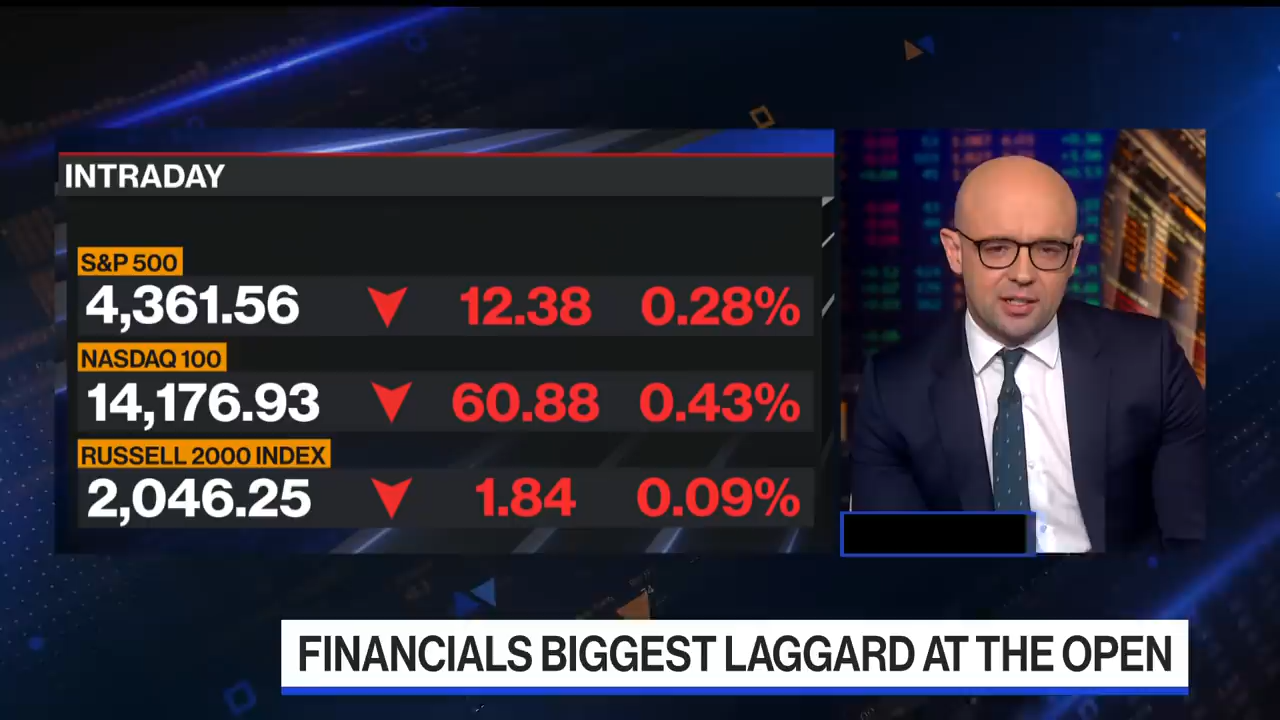 INTRADAY
S&P 500
4,361.56 12.38 0.28%
NASDAQ 100
14,176.93 60.88 0.43%
RUSSELL 2000 INDEX
2,046.25 1.84 0.09%
FINANCIALS BIGGEST LAGGARD AT THE OPEN